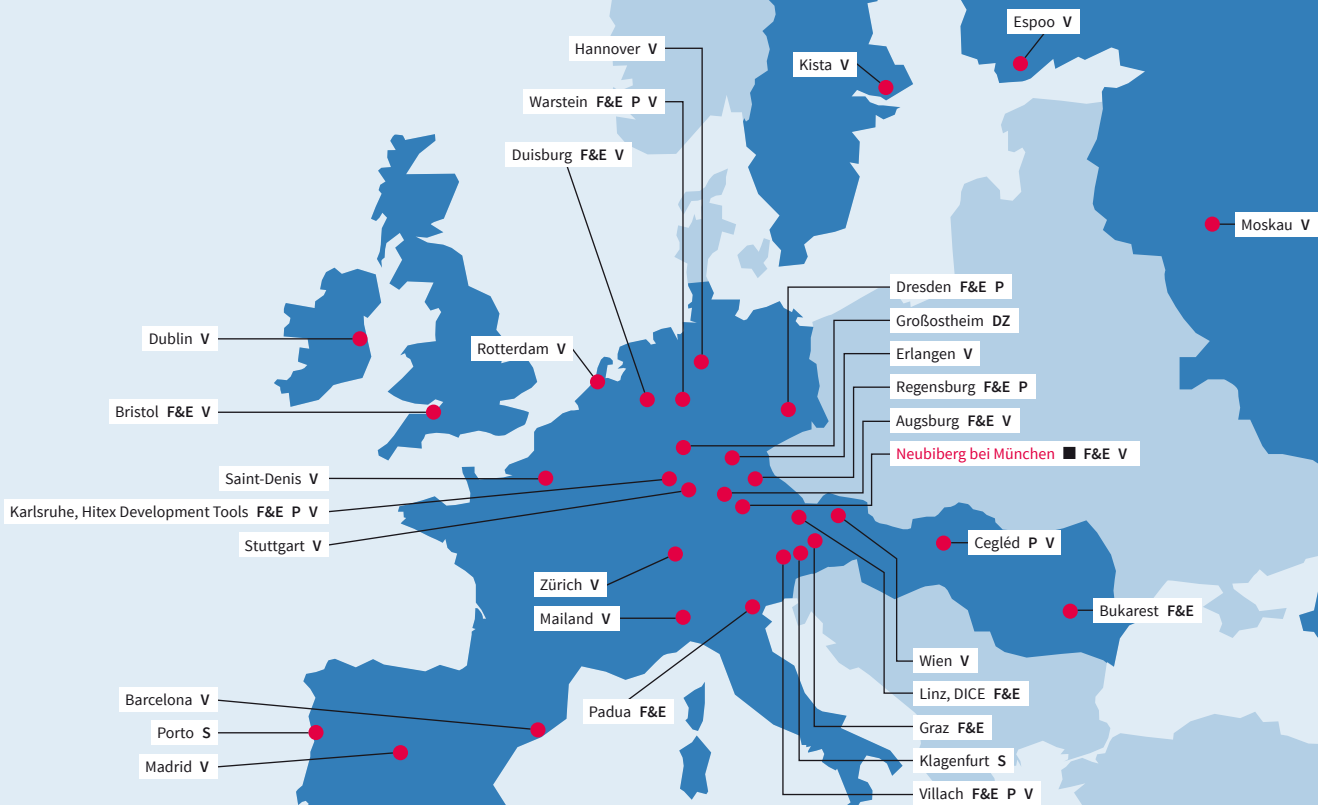 Espoo V
Hannover V
Kista V
Warstein F&E P V
Duisburg F&E V
Moskau V
Dresden F&E P
Großostheim DZ
Dublin V
Rotterdam V
Erlangen V
Regensburg F&E P
Bristol F&E V
Augsburg F&E V
Neubiberg bei München ■ F&E V
Saint-Denis V
Karlsruhe, Hitex Development Tools F&E P V
Stuttgart V
Cegléd P V
Zürich V
Mailand V
Bukarest F&E
Wien V
Linz, DICE F&E
Barcelona V
Padua F&E
Graz F&E
Porto S
Klagenfurt S
Madrid V
Villach F&E P V